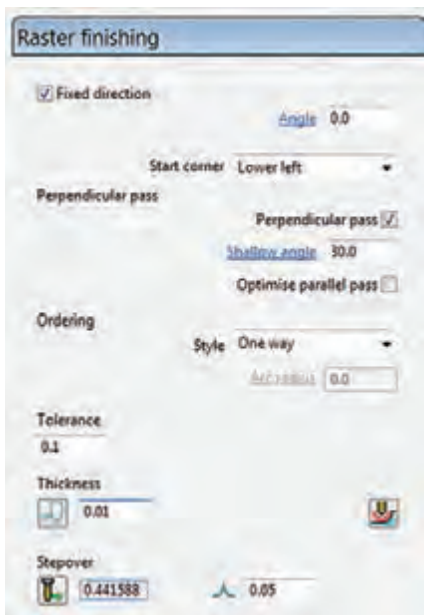 Raster finishing
Fixed direction
Angle 0.0
Start corner Lower left
Perpendicular pass
Perpendicular pass
Shallow angle 30.0
Optimise parallel pass
Ordering
Style One way
Arc radius 0.0
Tolerance
0.1
Thickness
0.01
Stepover
0.441588 0.05